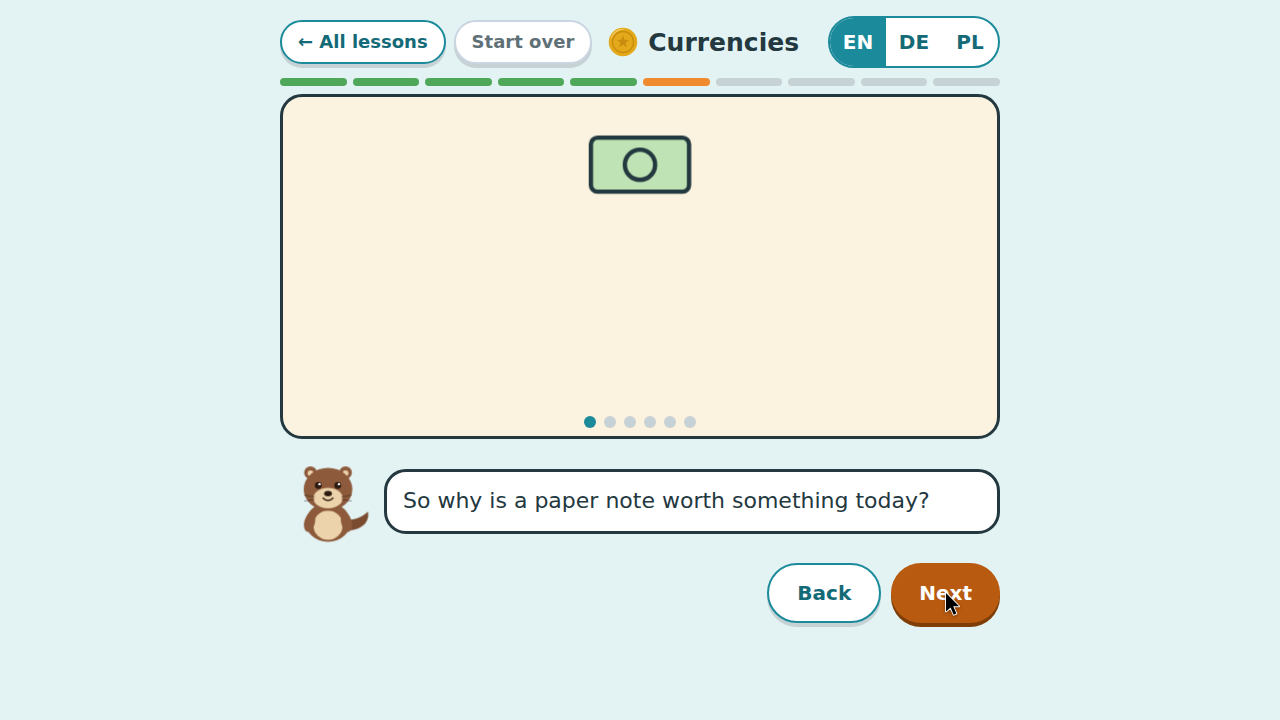 ← All lessons
Start over
Currencies
EN DE PL
So why is a paper note worth something today?
Back
Next